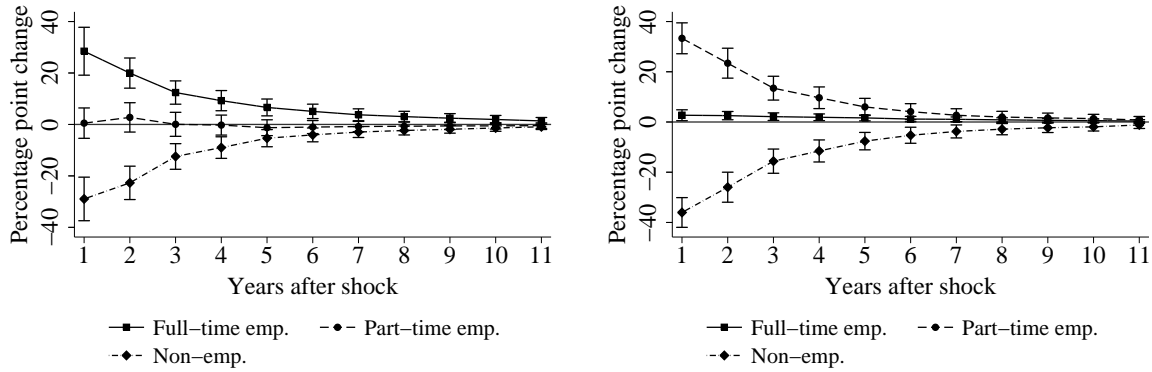 Percentage point change
40
20
0
−20
−40
1 2 3 4 5 6 7 8 9 10 11
Years after shock
Full−time emp. Part−time emp.
Non−emp.
Percentage point change
40
20
0
−20
−40
1 2 3 4 5 6 7 8 9 10 11
Years after shock
Full−time emp. Part−time emp.
Non−emp.